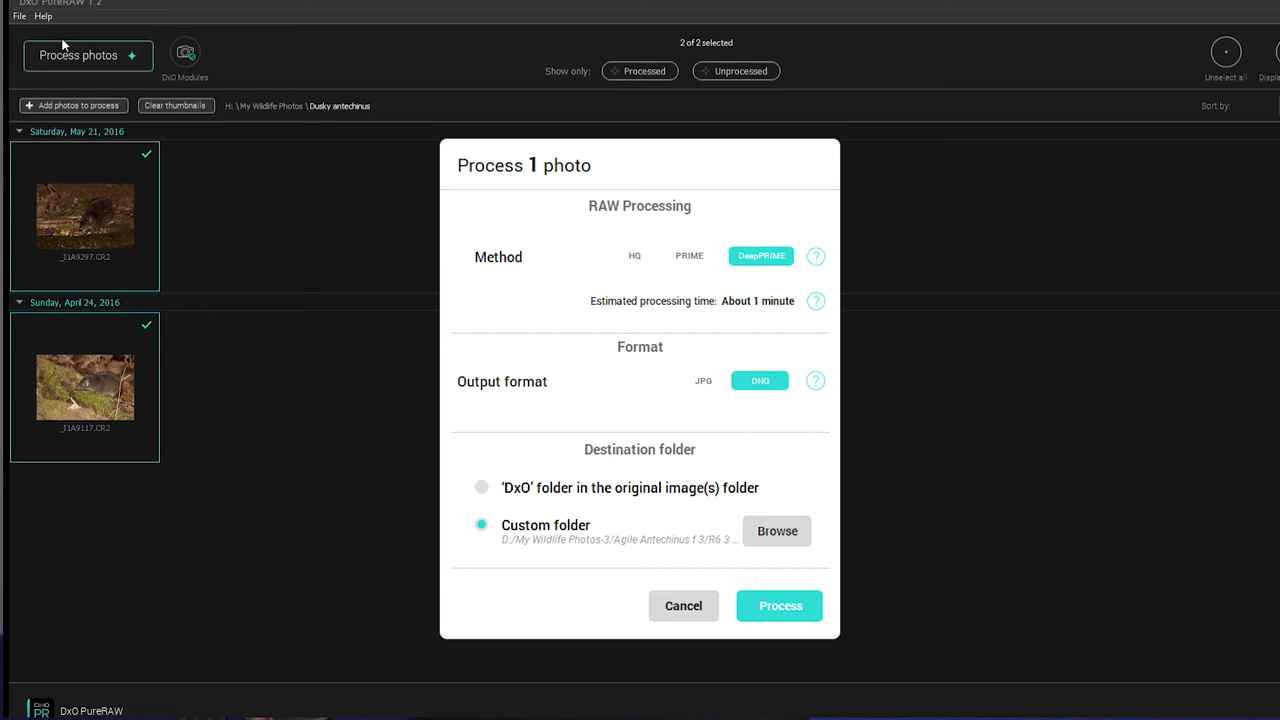 DxO PureRAW 1.2
File Help
Process photos
DxO Modules
2 of 2 selected
Show only: Processed Unprocessed
Unselect all
+ Add photos to process Clear thumbnails H: \ My Wildlife Photos \ Dusky antechinus
Sort by:
Saturday, May 21, 2016
_I1A9297.CR2
Sunday, April 24, 2016
_I1A9117.CR2
Process 1 photo
RAW Processing
Method HQ PRIME DeepPRIME ?
Estimated processing time: About 1 minute ?
Format
Output format JPG DNG ?
Destination folder
‘DxO’ folder in the original image(s) folder
Custom folder
D:/My Wildlife Photos-3/Agile Antechinus f 3/R6 3 ...
Browse
Cancel Process
DXO
PR
DxO PureRAW